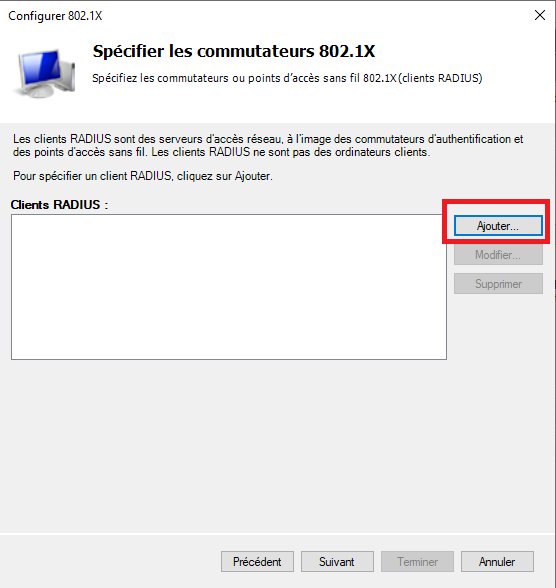 Configurer 802.1X
Spécifier les commutateurs 802.1X
Spécifiez les commutateurs ou points d'accès sans fil 802.1X(clients RADIUS)
Les clients RADIUS sont des serveurs d'accès réseau, à l'image des commutateurs d'authentification et
des points d'accès sans fil. Les clients RADIUS ne sont pas des ordinateurs clients.
Pour spécifier un client RADIUS, cliquez sur Ajouter.
Clients RADIUS :
Ajouter...
Modifier...
Supprimer
Précédent
Suivant
Terminer
Annuler